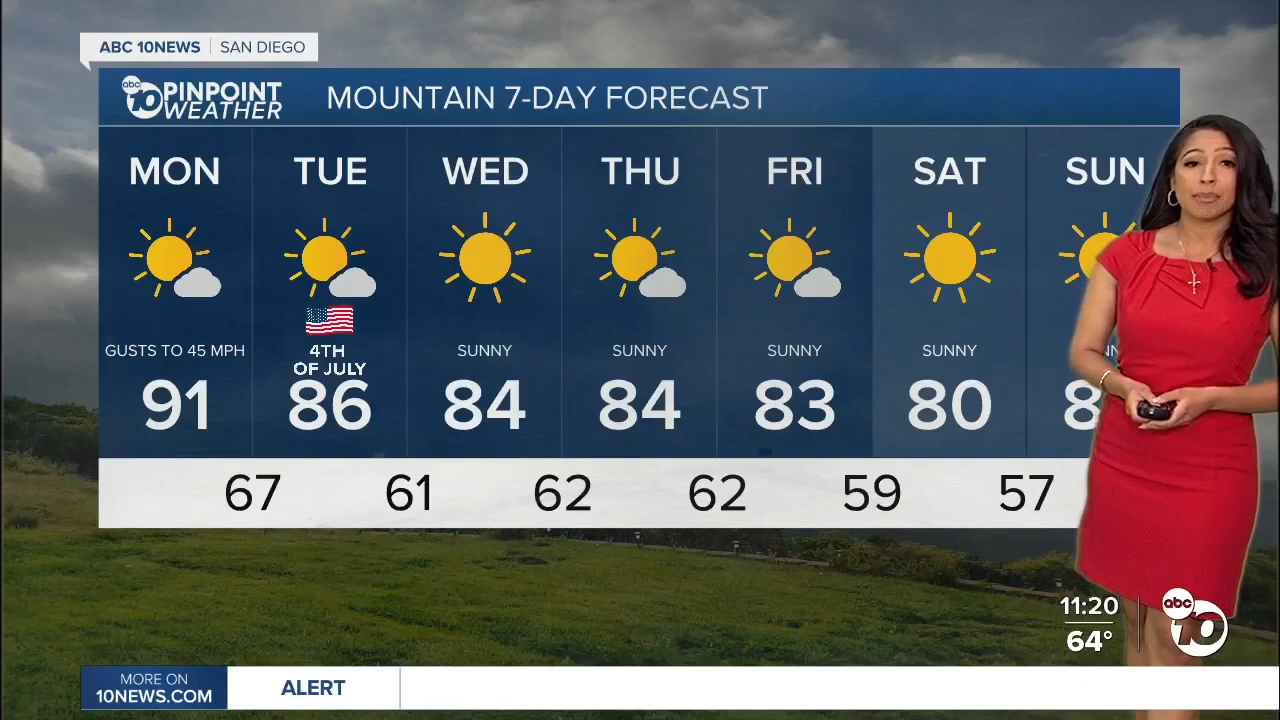 ABC 10NEWS SAN DIEGO
abc 10 PINPOINT WEATHER
MOUNTAIN 7-DAY FORECAST
MON TUE WED THU FRI SAT SUN
GUSTS TO 45 MPH
4TH
OF JULY
SUNNY SUNNY SUNNY SUNNY
91 86 84 84 83 80
67 61 62 62 59 57
11:20
64°
abc 10
MORE ON
10NEWS.COM
ALERT